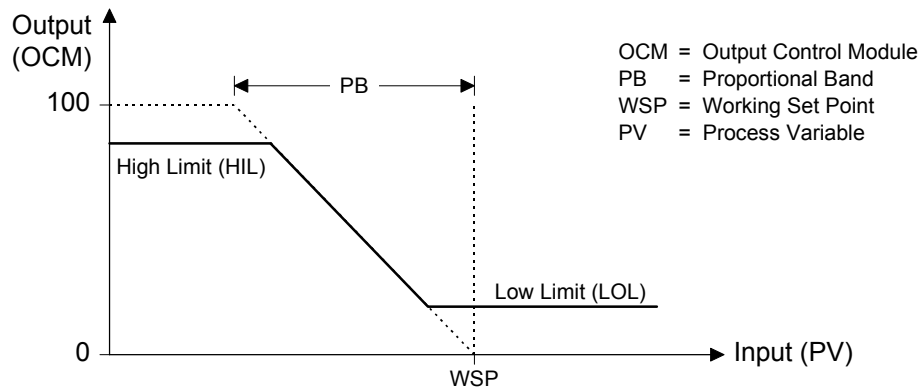 Output
(OCM)
OCM = Output Control Module
PB = Proportional Band
WSP = Working Set Point
PV = Process Variable
PB
100
High Limit (HIL)
Low Limit (LOL)
0
Input (PV)
WSP